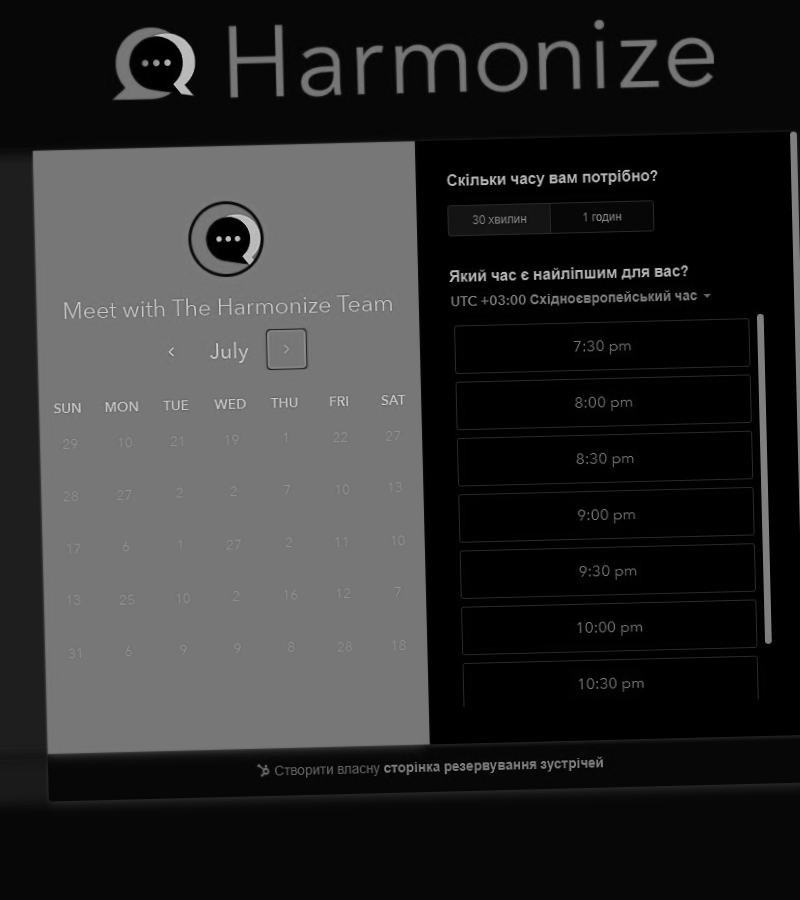 Harmonize
Meet with The Harmonize Team
July
SUN MON TUE WED THU FRI SAT
29 10 21 19 1 22 27
28 27 2 2 7 10 13
17 6 1 27 2 11 10
13 25 10 2 16 12 7
31 6 9 9 8 28 18
Скільки часу вам потрібно?
30 хвилин 1 годин
Який час є найліпшим для вас?
UTC +03:00 Східноєвропейський час
7:30 pm
8:00 pm
8:30 pm
9:00 pm
9:30 pm
10:00 pm
10:30 pm
Створити власну сторінка резервування зустрічей